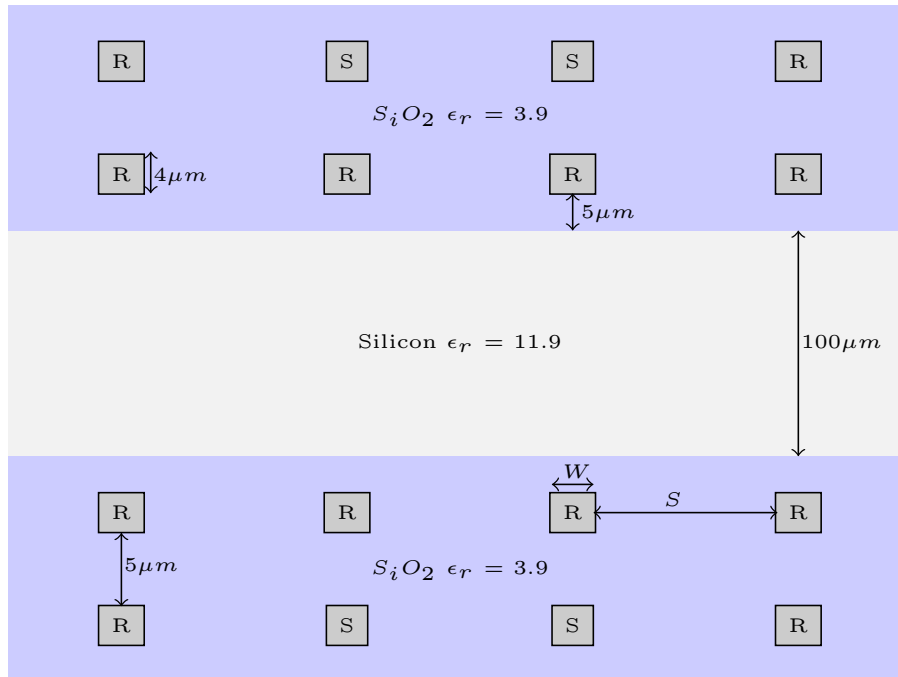 R S S R
S_iO_2 ϵ_r = 3.9
R 4μm R R R
5μm
Silicon ϵ_r = 11.9
100μm
W
R R R S R
5μm S_iO_2 ϵ_r = 3.9
R S S R